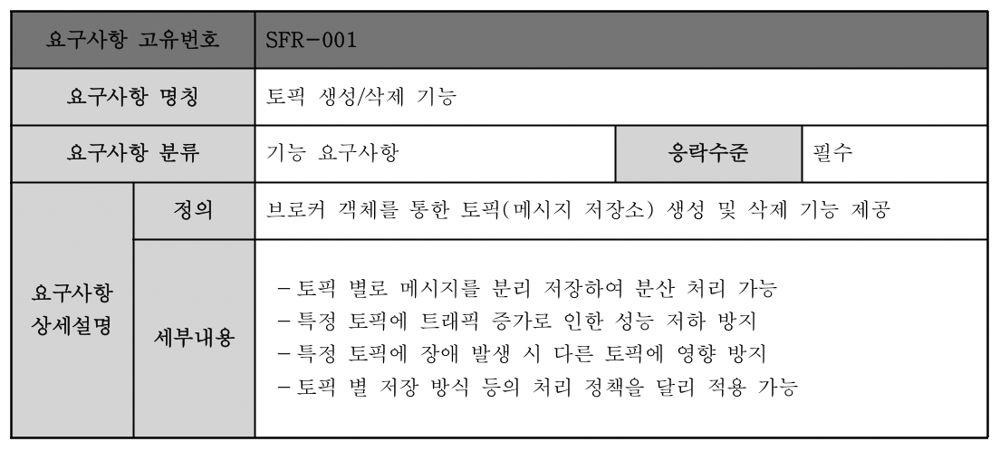 요구사항 고유번호 SFR-001
요구사항 명칭 토픽 생성/삭제 기능
요구사항 분류 기능 요구사항 응락수준 필수
정의 브로커 객체를 통한 토픽(메시지 저장소) 생성 및 삭제 기능 제공
요구사항
상세설명
세부내용
- 토픽 별로 메시지를 분리 저장하여 분산 처리 가능
- 특정 토픽에 트래픽 증가로 인한 성능 저하 방지
- 특정 토픽에 장애 발생 시 다른 토픽에 영향 방지
- 토픽 별 저장 방식 등의 처리 정책을 달리 적용 가능